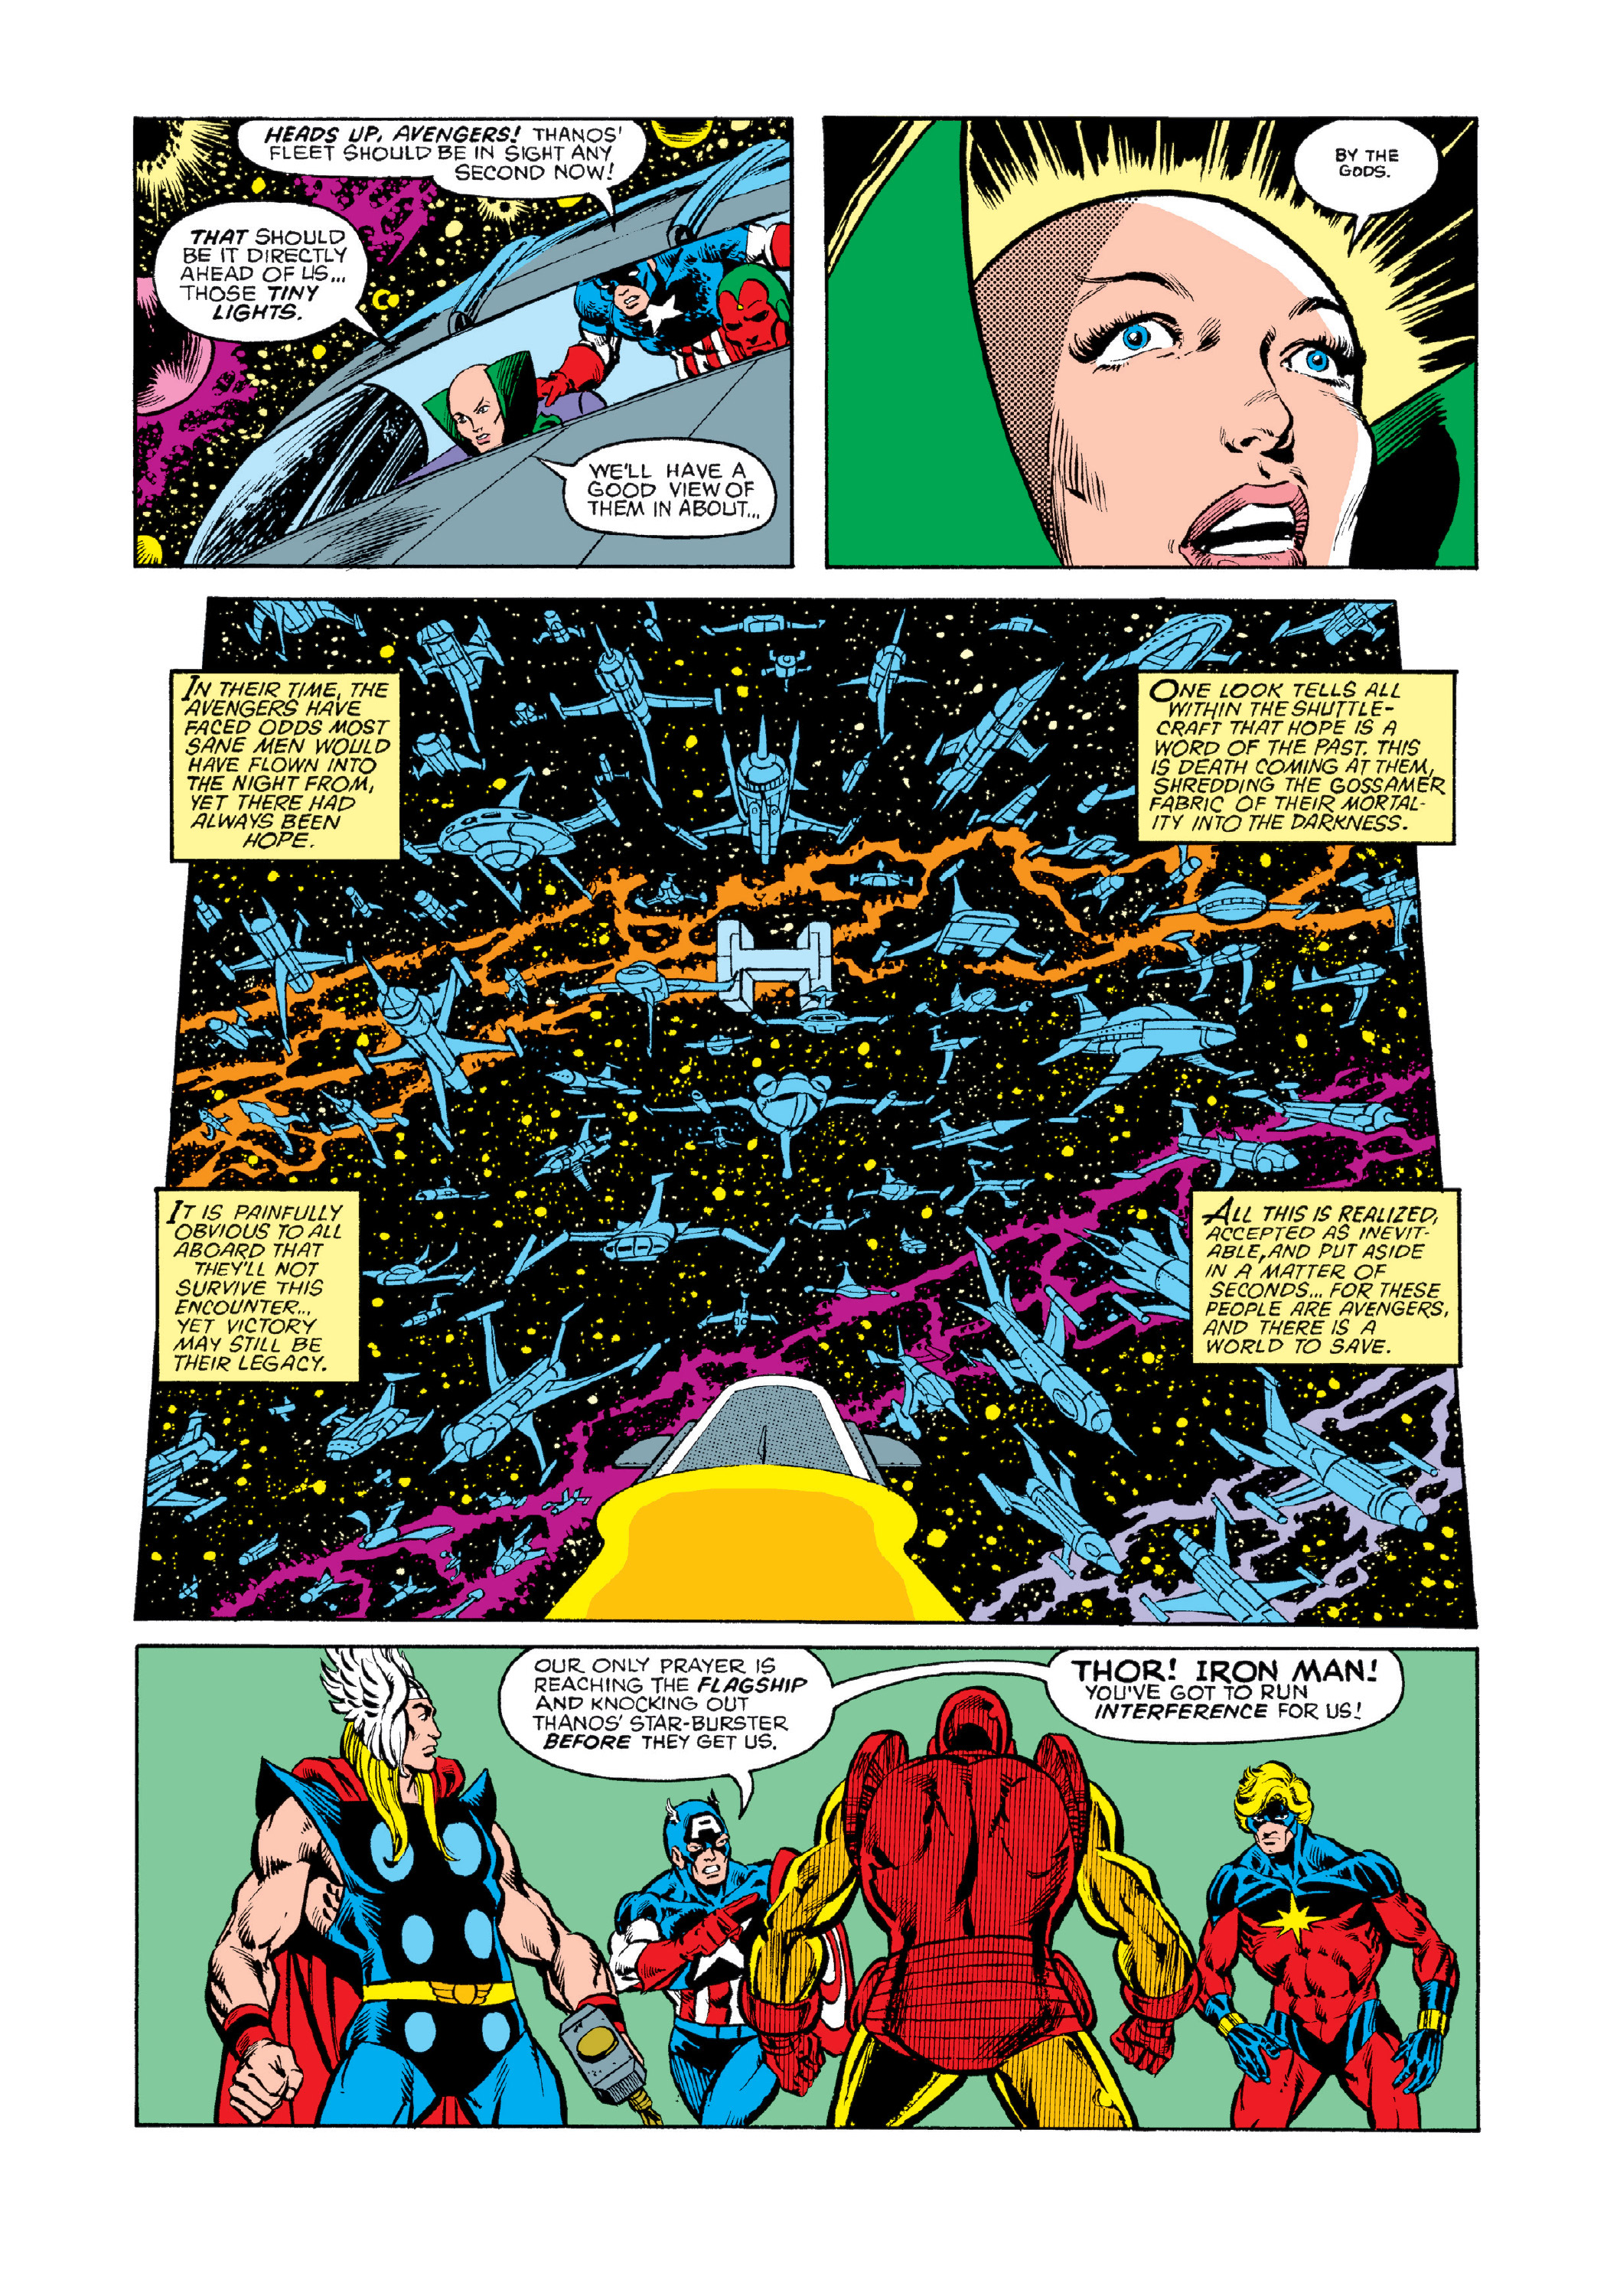 HEADS UP, AVENGERS! THANOS'
FLEET SHOULD BE IN SIGHT ANY
SECOND NOW!
THAT SHOULD
BE IT DIRECTLY
AHEAD OF US...
THOSE TINY
LIGHTS.
WE'LL HAVE A
GOOD VIEW OF
THEM IN ABOUT...
BY THE
GODS.
IN THEIR TIME, THE
AVENGERS HAVE
FACED ODDS MOST
SANE MEN WOULD
HAVE FLOWN INTO
THE NIGHT FROM,
YET THERE HAD
ALWAYS BEEN
HOPE.
ONE LOOK TELLS ALL
WITHIN THE SHUTTLE-
CRAFT THAT HOPE IS A
WORD OF THE PAST. THIS
IS DEATH COMING AT THEM,
SHREDDING THE GOSSAMER
FABRIC OF THEIR MORTAL-
ITY INTO THE DARKNESS.
IT IS PAINFULLY
OBVIOUS TO ALL
ABOARD THAT
THEY'LL NOT
SURVIVE THIS
ENCOUNTER...
YET VICTORY
MAY STILL BE
THEIR LEGACY.
ALL THIS IS REALIZED,
ACCEPTED AS INEVIT-
ABLE, AND PUT ASIDE
IN A MATTER OF
SECONDS... FOR THESE
PEOPLE ARE AVENGERS,
AND THERE IS A
WORLD TO SAVE.
OUR ONLY PRAYER IS
REACHING THE FLAGSHIP
AND KNOCKING OUT
THANOS' STAR-BURSTER
BEFORE THEY GET US.
THOR! IRON MAN!
YOU'VE GOT TO RUN
INTERFERENCE FOR US!
A